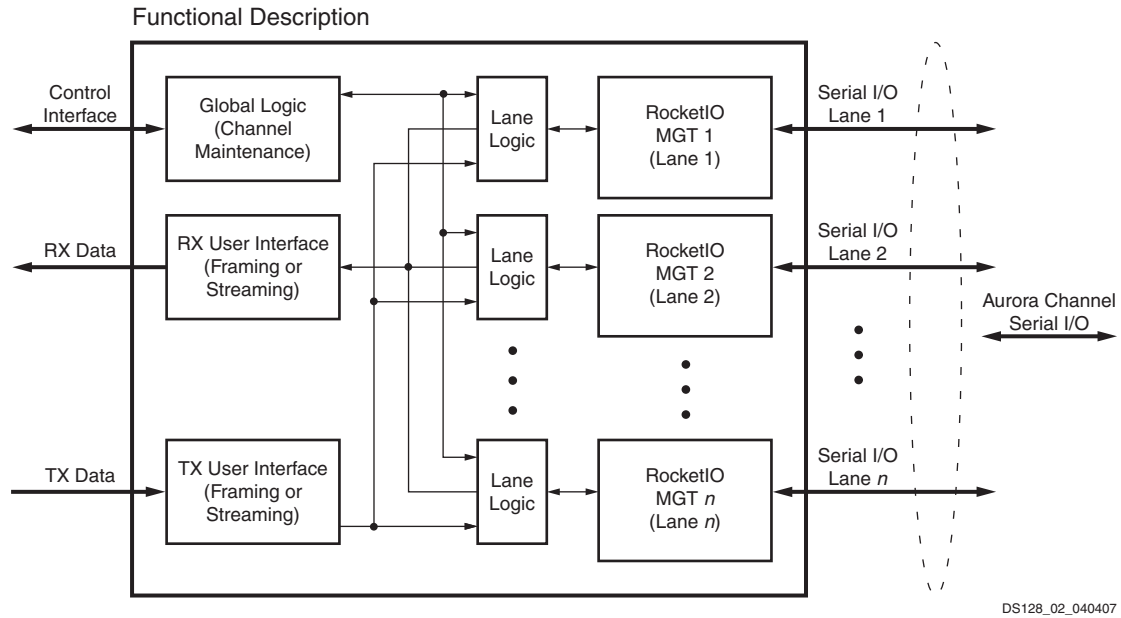 Functional Description
Control
Interface
Global Logic
(Channel
Maintenance)
Lane
Logic
RocketIO
MGT 1
(Lane 1)
Serial I/O
Lane 1
RX Data
RX User Interface
(Framing or
Streaming)
Lane
Logic
RocketIO
MGT 2
(Lane 2)
Serial I/O
Lane 2
Aurora Channel
Serial I/O
TX Data
TX User Interface
(Framing or
Streaming)
Lane
Logic
RocketIO
MGT n
(Lane n)
Serial I/O
Lane n
DS128_02_040407